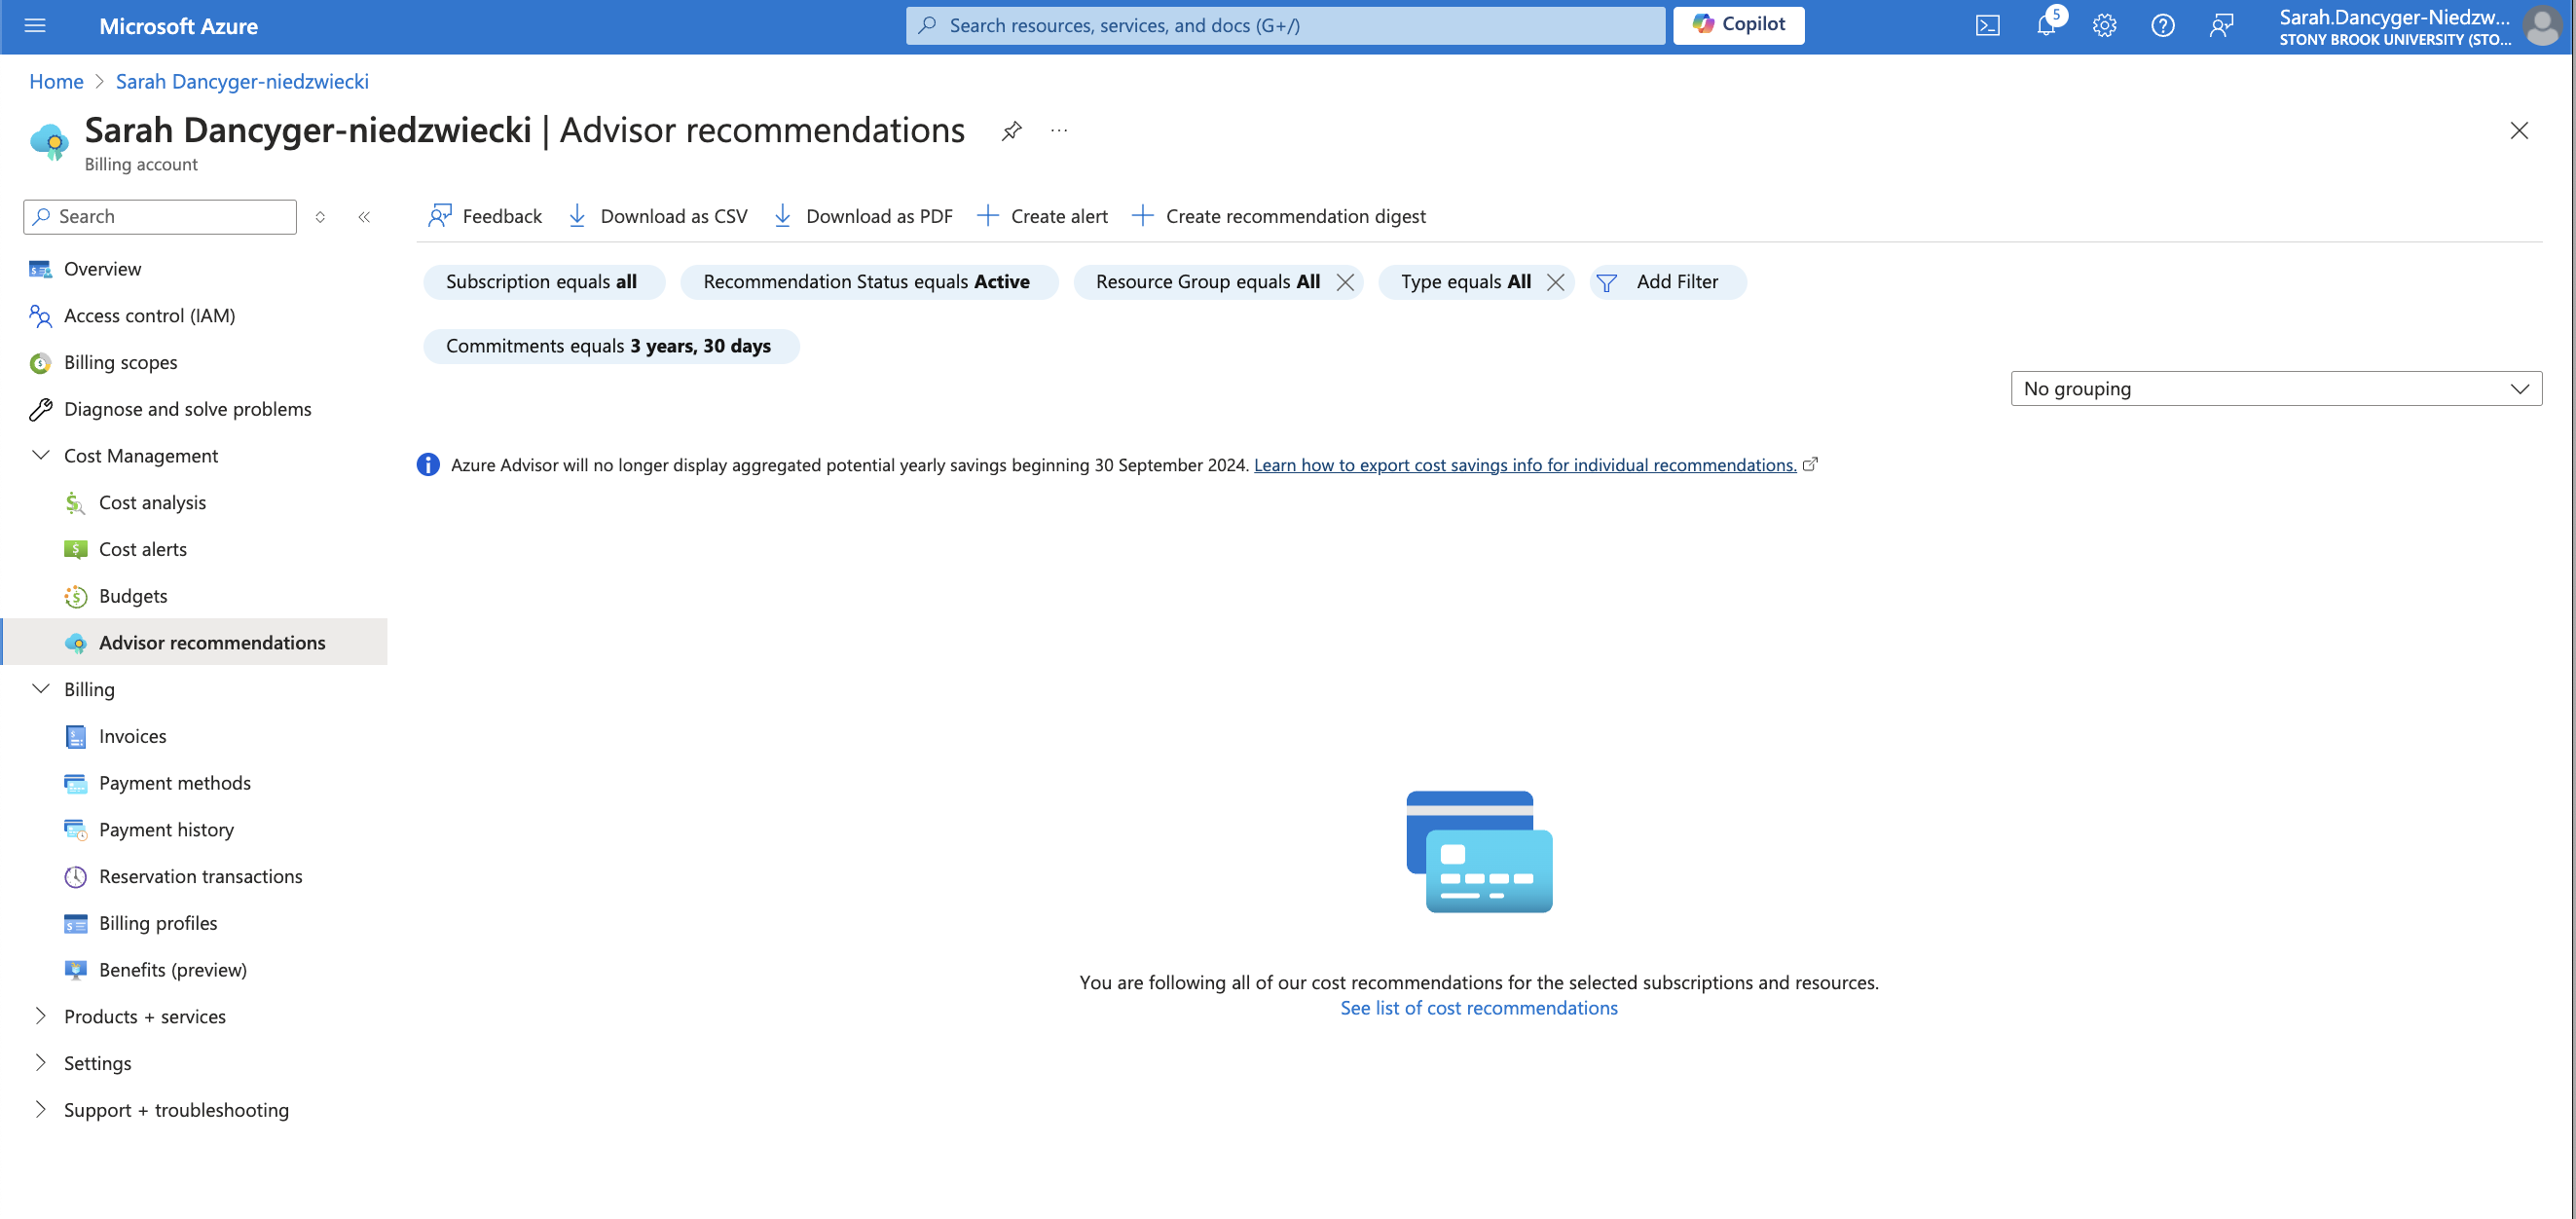 Microsoft Azure
Search resources, services, and docs (G+/)
Copilot
5
Sarah.Dancyger-Niedzw...
STONY BROOK UNIVERSITY (STO...
Home > Sarah Dancyger-niedzwiecki
Sarah Dancyger-niedzwiecki | Advisor recommendations ...
Billing account
Search
Feedback Download as CSV Download as PDF Create alert Create recommendation digest
Overview
Access control (IAM)
Billing scopes
Diagnose and solve problems
Cost Management
Cost analysis
Cost alerts
Budgets
Advisor recommendations
Billing
Invoices
Payment methods
Payment history
Reservation transactions
Billing profiles
Benefits (preview)
Products + services
Settings
Support + troubleshooting
Subscription equals all Recommendation Status equals Active Resource Group equals All Type equals All Add Filter
Commitments equals 3 years, 30 days
No grouping
Azure Advisor will no longer display aggregated potential yearly savings beginning 30 September 2024. Learn how to export cost savings info for individual recommendations.
You are following all of our cost recommendations for the selected subscriptions and resources.
See list of cost recommendations